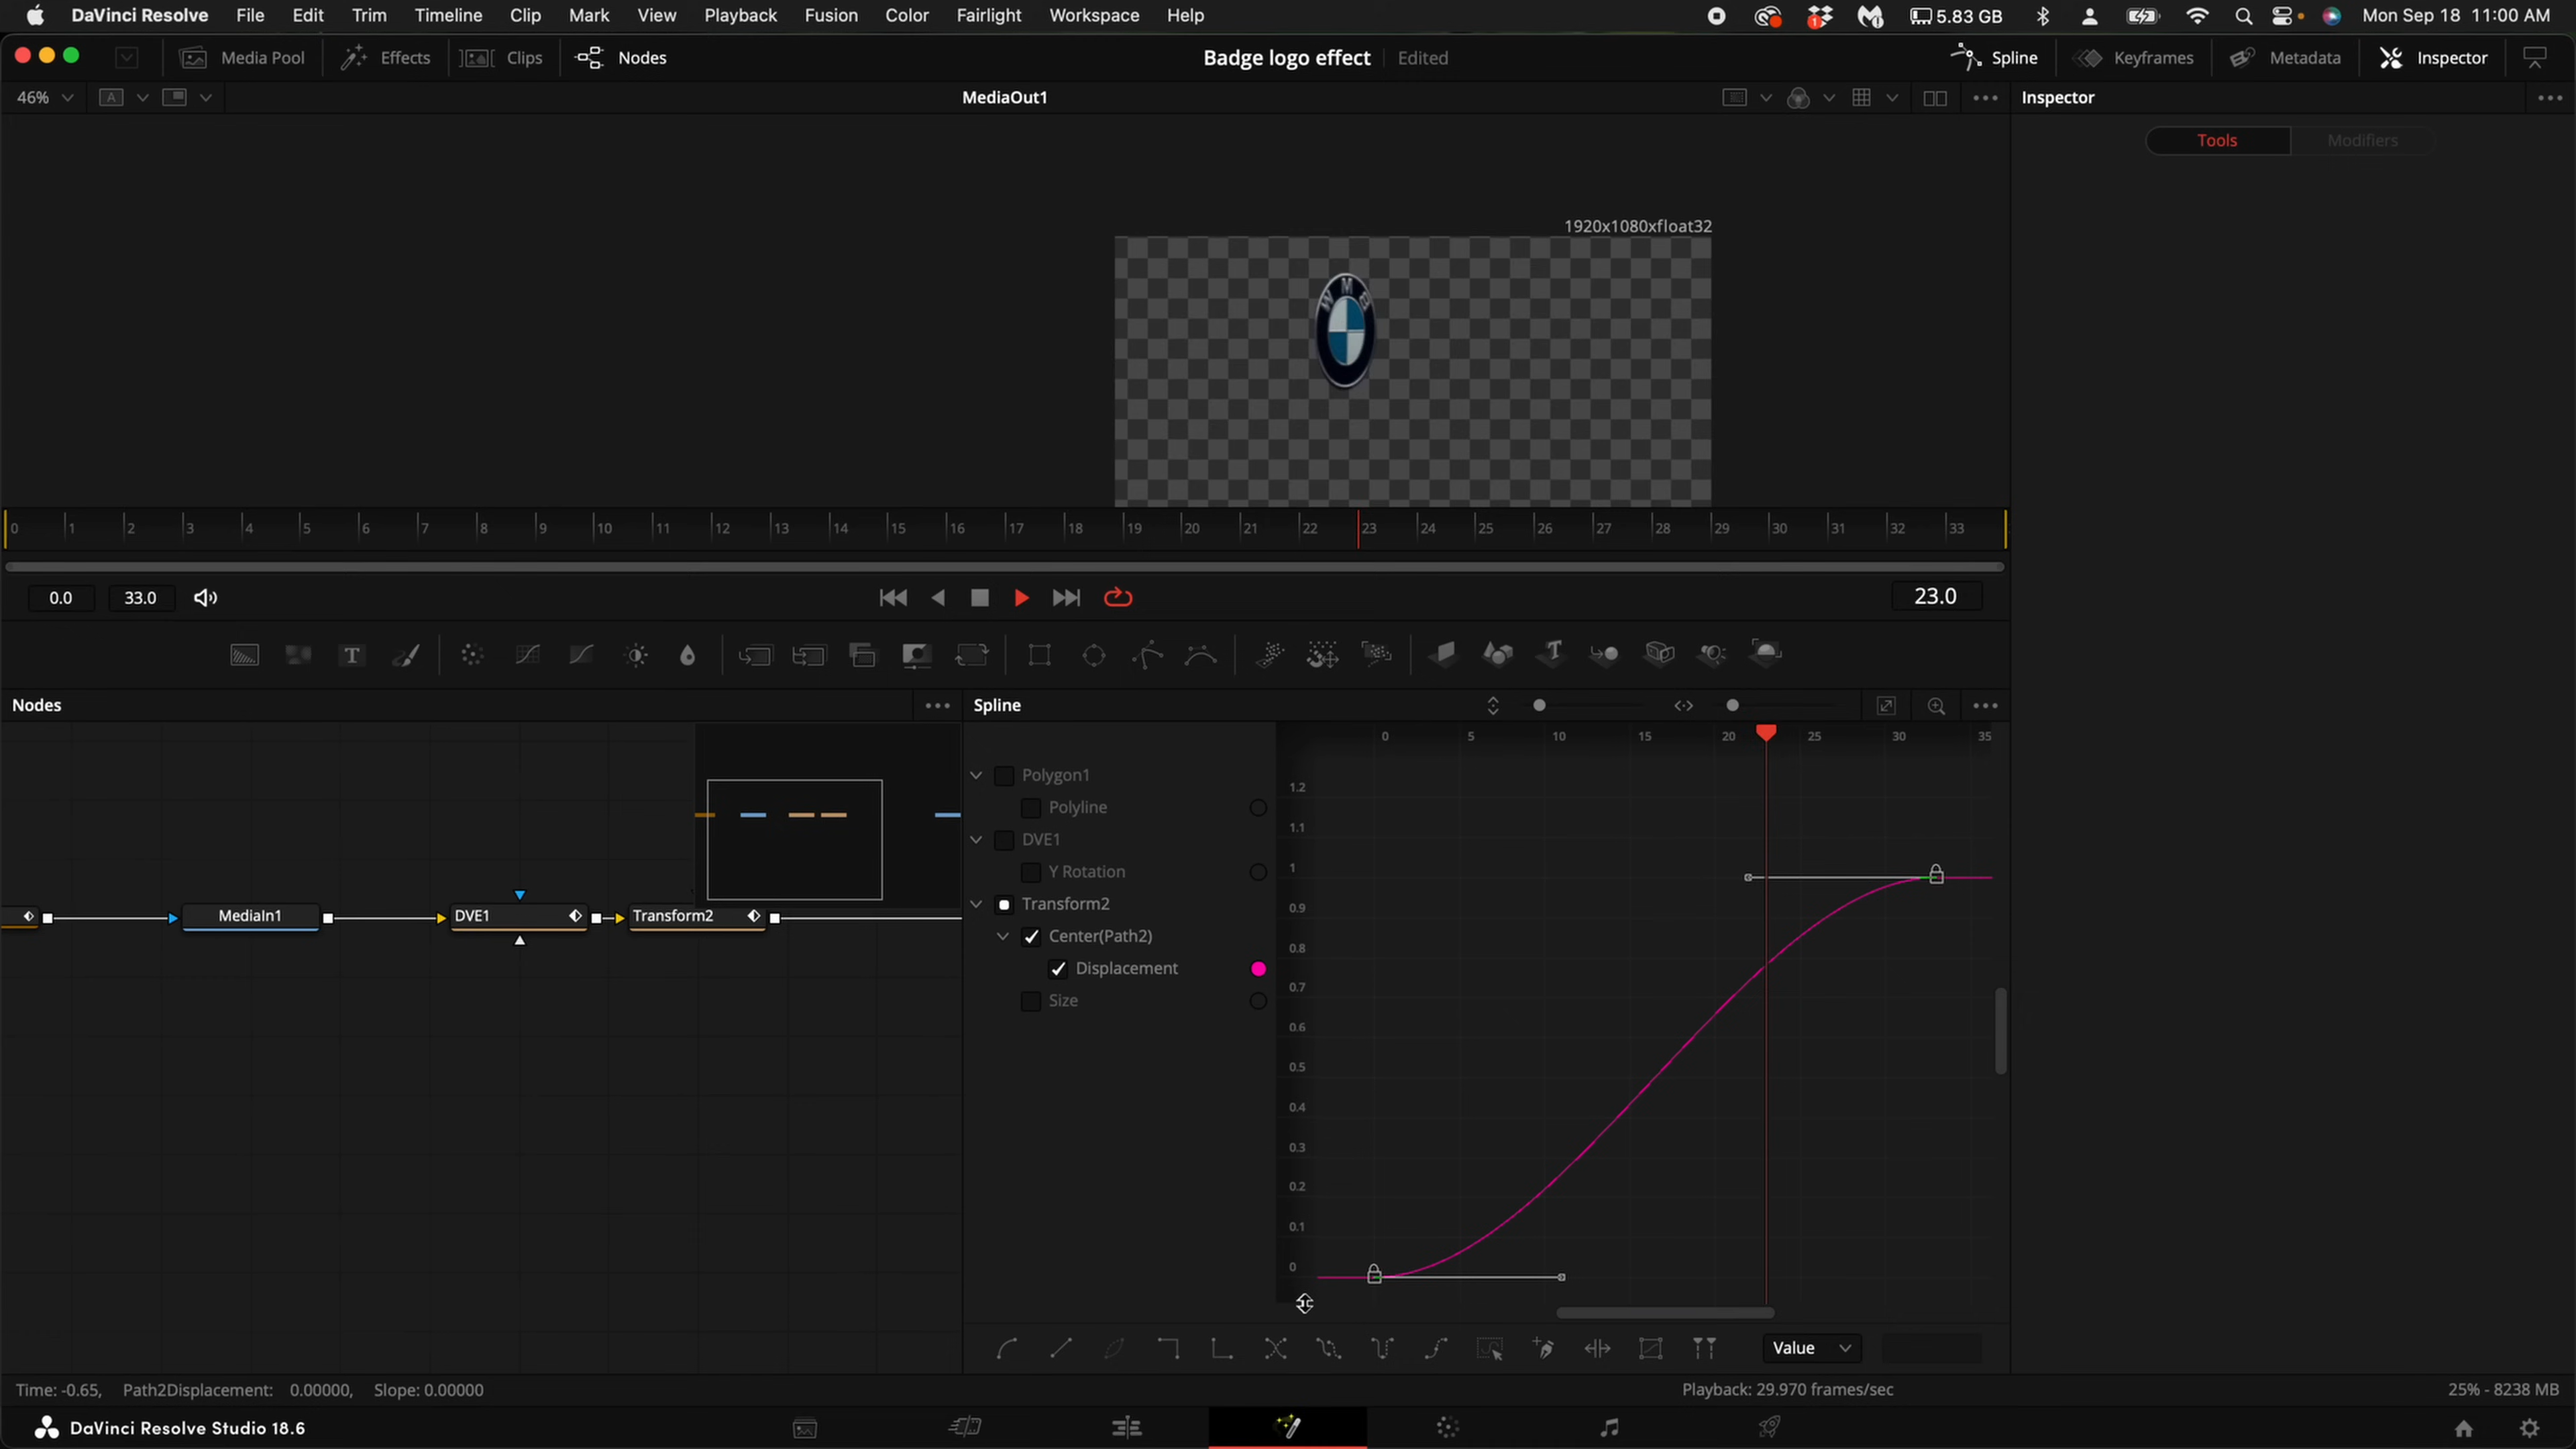 DaVinci Resolve File Edit Trim Timeline Clip Mark View Playback Fusion Color Fairlight Workspace Help 1 5.83 GB Mon Sep 18 11:00 AM
Media Pool Effects Clips Nodes Badge logo effect Edited Spline Keyframes Metadata Inspector
46% A MediaOut1 Inspector
Tools Modifiers
1920x1080xfloat32
BMW
0 1 2 3 4 5 6 7 8 9 10 11 12 13 14 15 16 17 18 19 20 21 22 23 24 25 26 27 28 29 30 31 32 33
0.0 33.0 23.0
T T
Nodes Spline
0 5 10 15 20 25 30 35
Polygon1
Polyline
DVE1
Y Rotation
Transform2
Center(Path2)
Displacement
Size
1.2
1.1
1
0.9
0.8
0.7
0.6
0.5
0.4
0.3
0.2
0.1
0
MediaIn1 DVE1 Transform2
Value
Time: -0.65, Path2Displacement: 0.00000, Slope: 0.00000 Playback: 29.970 frames/sec 25% - 8238 MB
DaVinci Resolve Studio 18.6